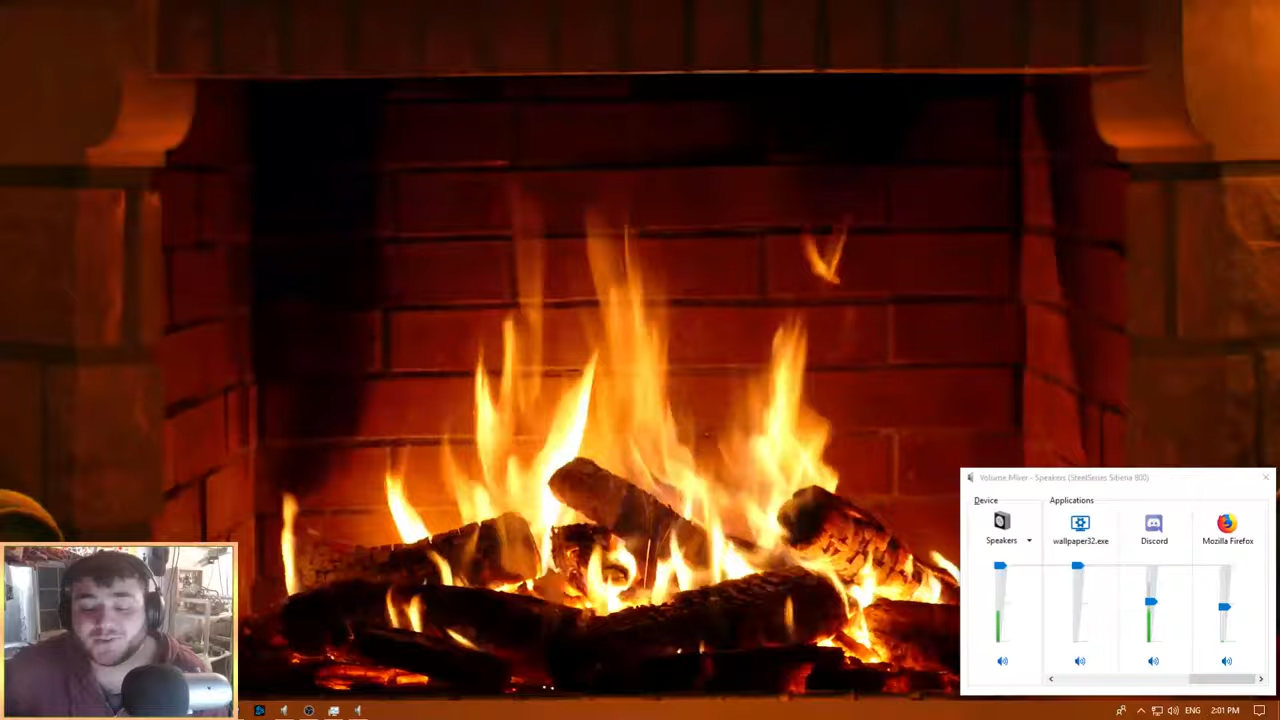 Volume Mixer - Speakers (SteelSeries Siberia 800)
Device
Applications
Speakers
wallpaper32.exe
Discord
Mozilla Firefox
ENG
2:01 PM